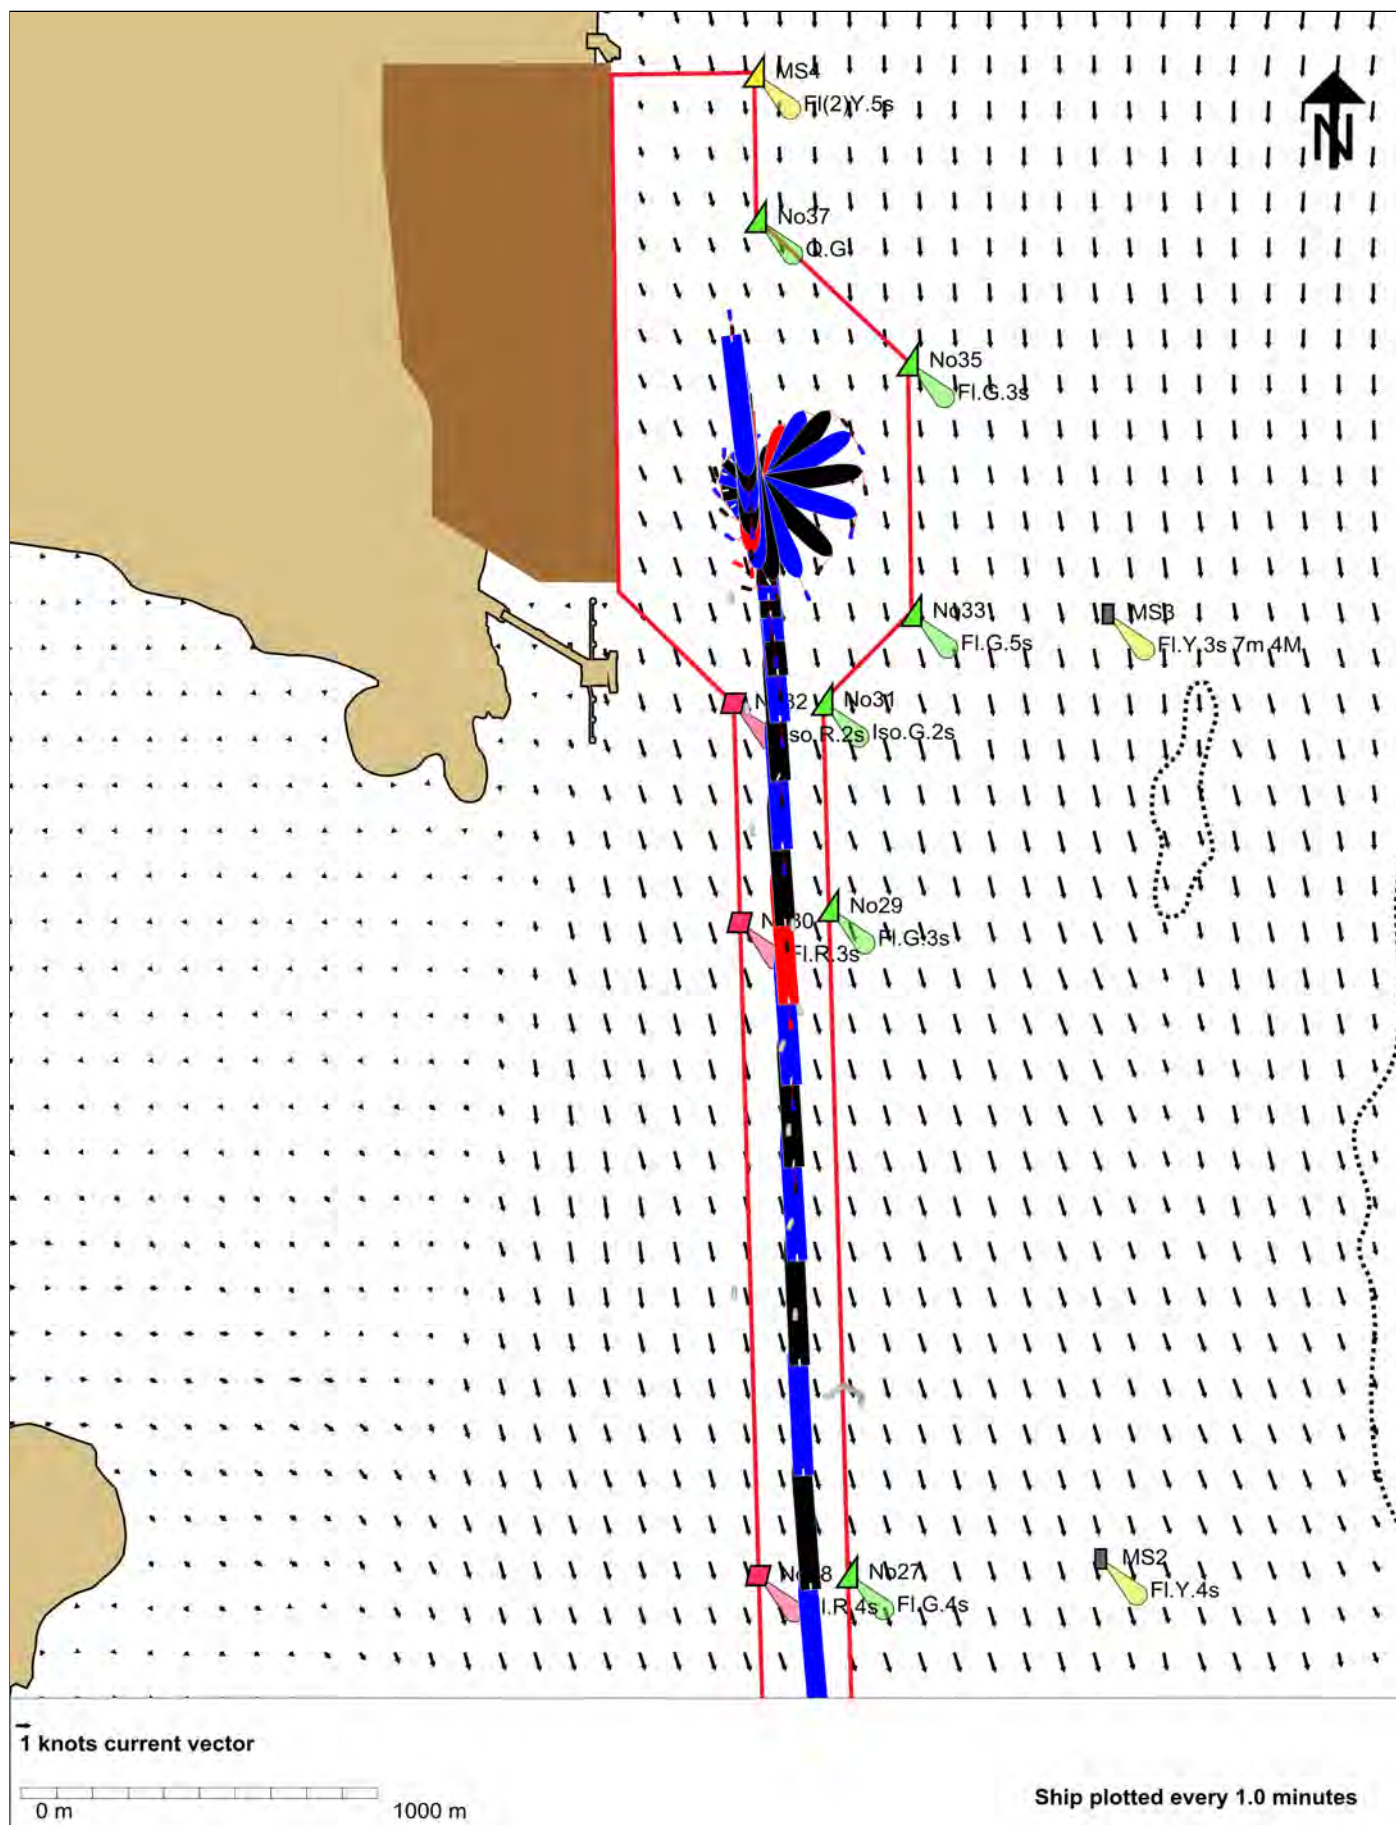 MS4
Fl(2)Y.5s
N
No37
Q.G
No35
Fl.G.3s
No33
Fl.G.5s
MS3
Fl.Y.3s 7m 4M
No31
Iso.G.2s
Iso.R.2s
No29
Fl.G.3s
Fl.R.3s
MS2
Fl.Y.4s
No27
Fl.G.4s
1 knots current vector
0 m
1000 m
Ship plotted every 1.0 minutes